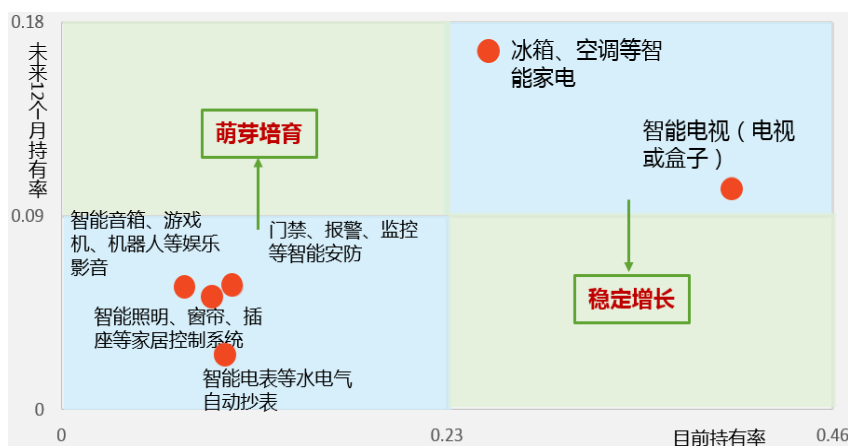 0.18
未来12个月持有率
冰箱、空调等智
能家电
萌芽培育
智能电视（电视
或盒子）
0.09
智能音箱、游戏
机、机器人等娱乐
影音
门禁、报警、监控
等智能安防
稳定增长
智能照明、窗帘、插
座等家居控制系统
智能电表等水电气
自动抄表
0
0
0.23
目前持有率
0.46